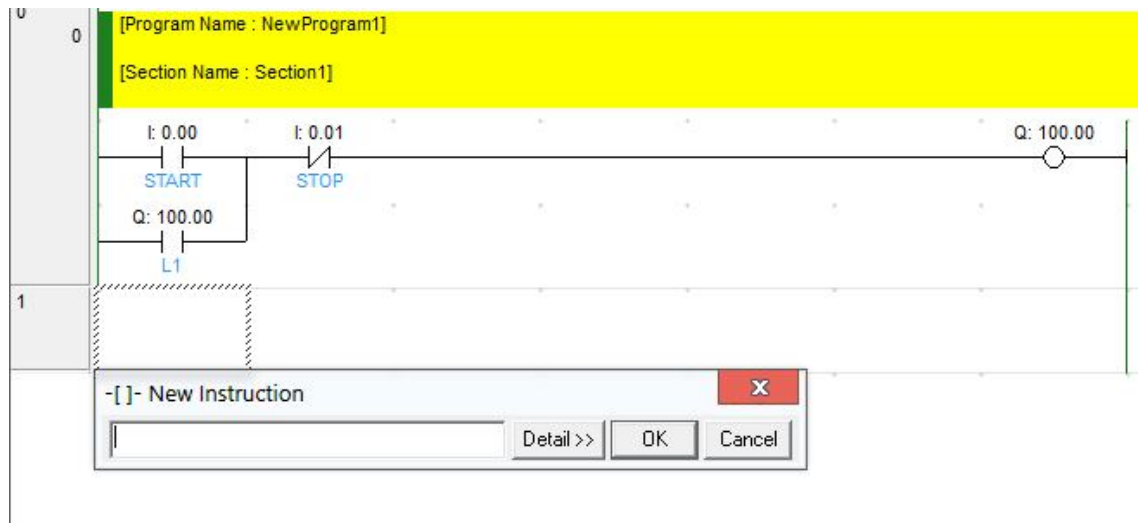 0
0
[Program Name : NewProgram1]
[Section Name : Section1]
I: 0.00
I: 0.01
Q: 100.00
START
STOP
Q: 100.00
L1
1
-[ ]- New Instruction
x
Detail >>
OK
Cancel